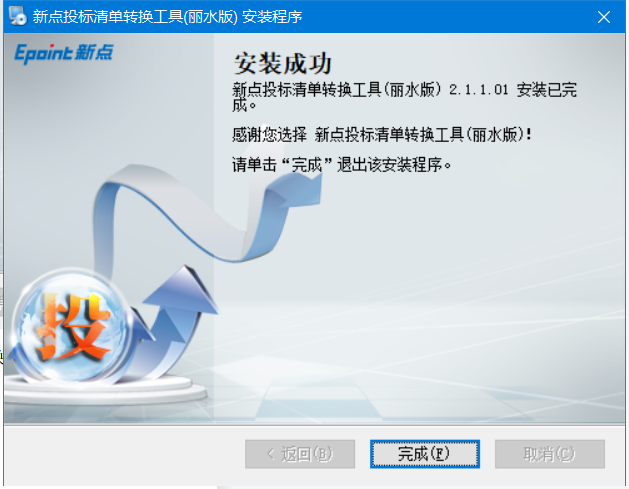 新点投标清单转换工具(丽水版) 安装程序
Epoint新点
安装成功
新点投标清单转换工具(丽水版) 2.1.1.01 安装已完
成。
感谢您选择 新点投标清单转换工具(丽水版)!
请单击“完成”退出该安装程序。
投
< 返回(B)
完成(F)
取消(C)